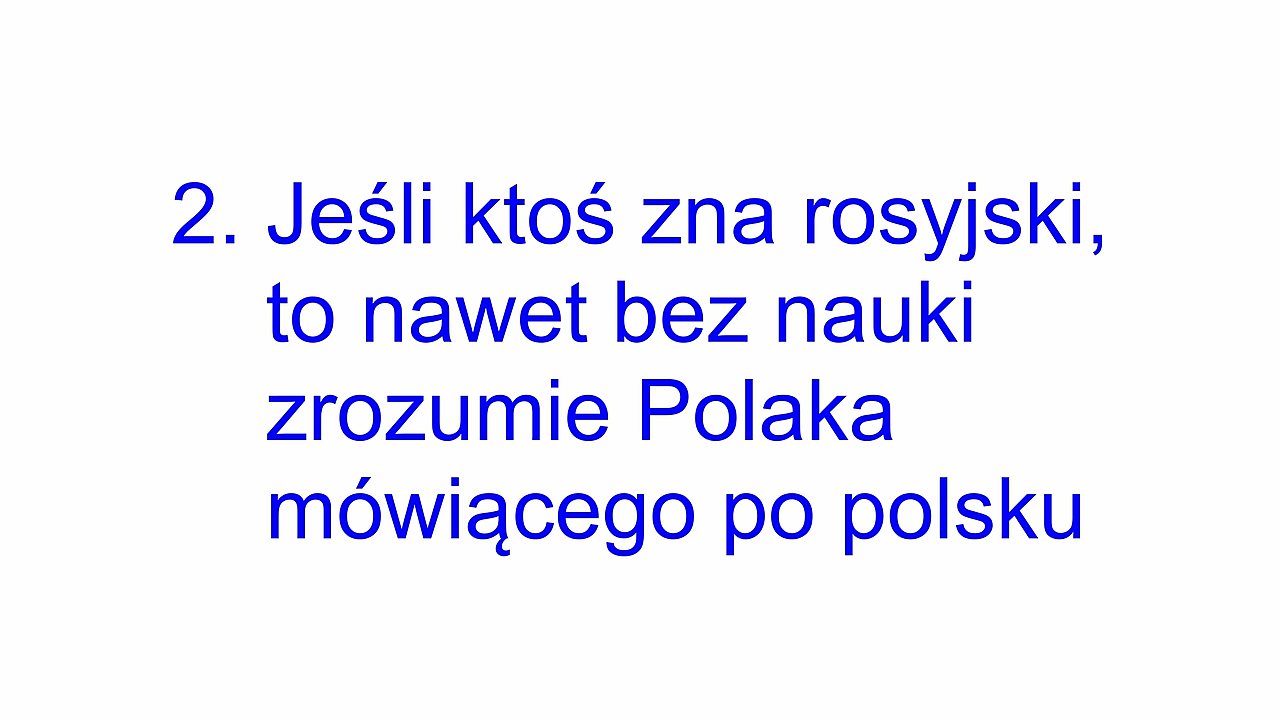 2. Jeśli ktoś zna rosyjski,
to nawet bez nauki
zrozumie Polaka
mówiącego po polsku